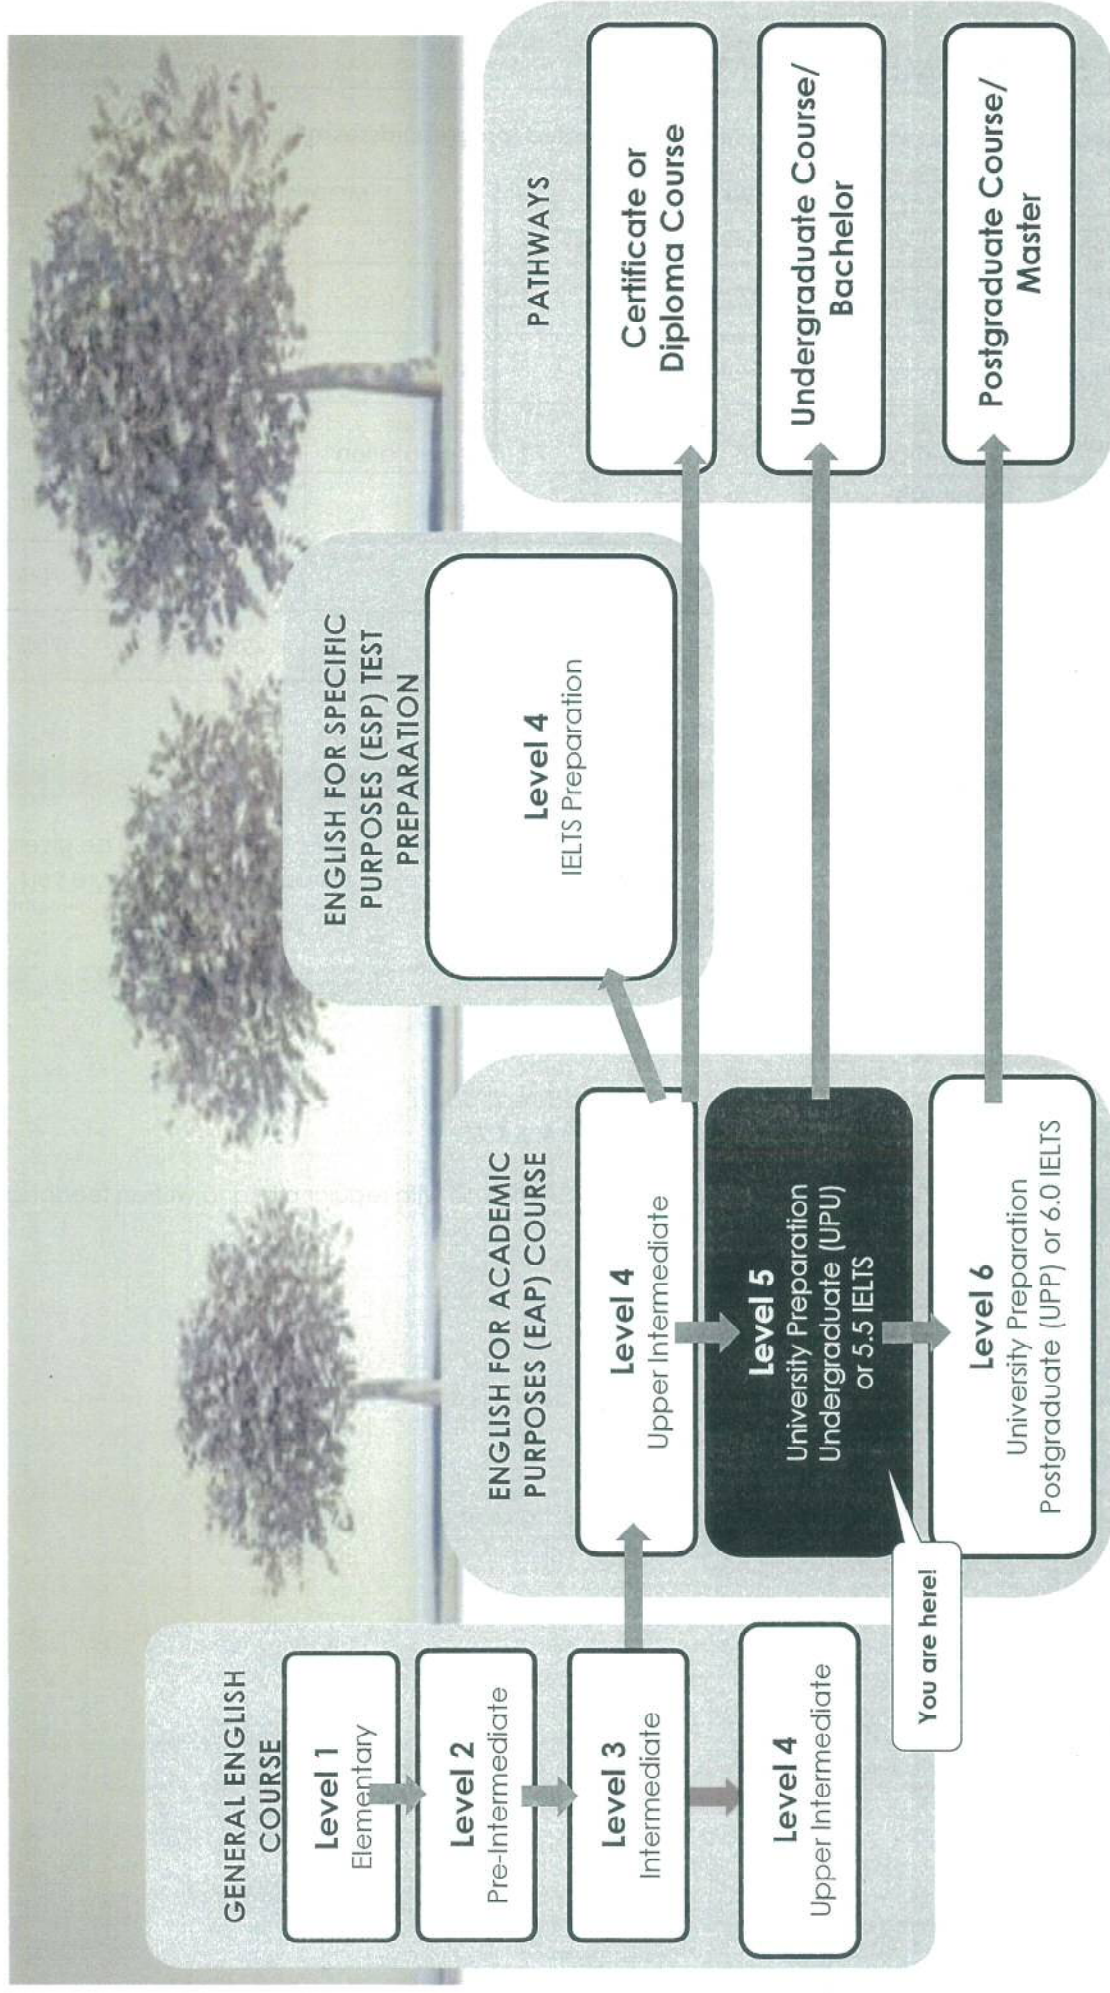 GENERAL ENGLISH
COURSE
Level 1
Elementary
Level 2
Pre-Intermediate
Level 3
Intermediate
Level 4
Upper Intermediate
You are here!
ENGLISH FOR ACADEMIC
PURPOSES (EAP) COURSE
Level 4
Upper Intermediate
Level 5
University Preparation
Undergraduate (UPU)
or 5.5 IELTS
Level 6
University Preparation
Postgraduate (UPP) or 6.0 IELTS
ENGLISH FOR SPECIFIC
PURPOSES (ESP) TEST
PREPARATION
Level 4
IELTS Preparation
PATHWAYS
Certificate or
Diploma Course
Undergraduate Course/
Bachelor
Postgraduate Course/
Master